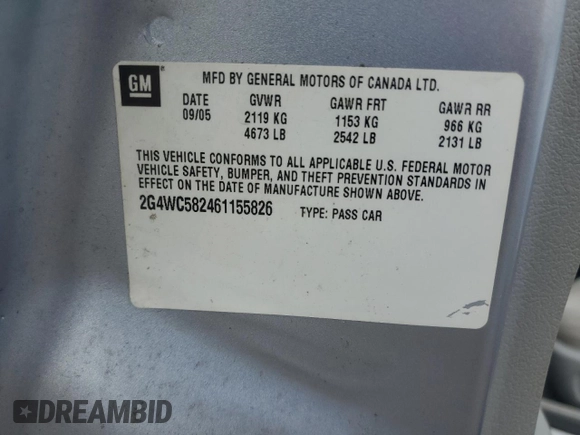 GM
MFD BY GENERAL MOTORS OF CANADA LTD.
DATE GVWR GAWR FRT GAWR RR
09/05 2119 KG 1153 KG 966 KG
4673 LB 2542 LB 2131 LB
THIS VEHICLE CONFORMS TO ALL APPLICABLE U.S. FEDERAL MOTOR
VEHICLE SAFETY, BUMPER, AND THEFT PREVENTION STANDARDS IN
EFFECT ON THE DATE OF MANUFACTURE SHOWN ABOVE.
2G4WC582461155826 TYPE: PASS CAR
DREAMBID